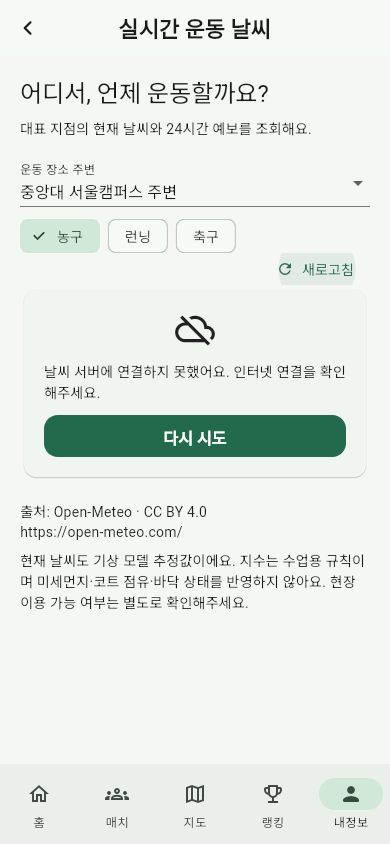 실시간 운동 날씨
어디서, 언제 운동할까요?
대표 지점의 현재 날씨와 24시간 예보를 조회해요.
운동 장소 주변
중앙대 서울캠퍼스 주변
농구 런닝 축구
새로고침
날씨 서버에 연결하지 못했어요. 인터넷 연결을 확인
해주세요.
다시 시도
출처: Open-Meteo · CC BY 4.0
https://open-meteo.com/
현재 날씨도 기상 모델 추정값이에요. 지수는 수업용 규칙이
며 미세먼지·코트 점유·바닥 상태를 반영하지 않아요. 현장
이용 가능 여부는 별도로 확인해주세요.
홈 매치 지도 랭킹 내정보